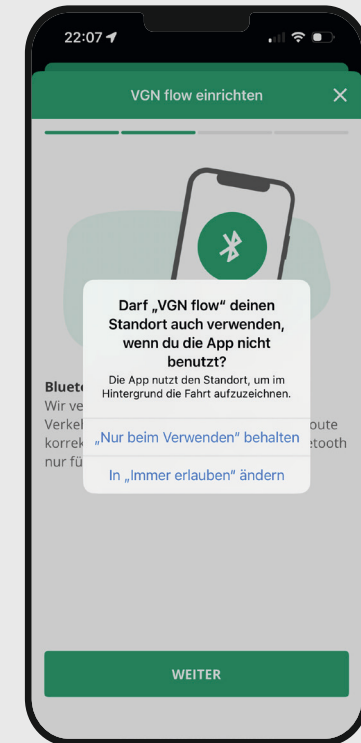 22:07
VGN flow einrichten
Darf „VGN flow“ deinen
Standort auch verwenden,
wenn du die App nicht
benutzt?
Die App nutzt den Standort, um im
Hintergrund die Fahrt aufzuzeichnen.
„Nur beim Verwenden“ behalten
In „Immer erlauben“ ändern
Wir
nur
WEITER